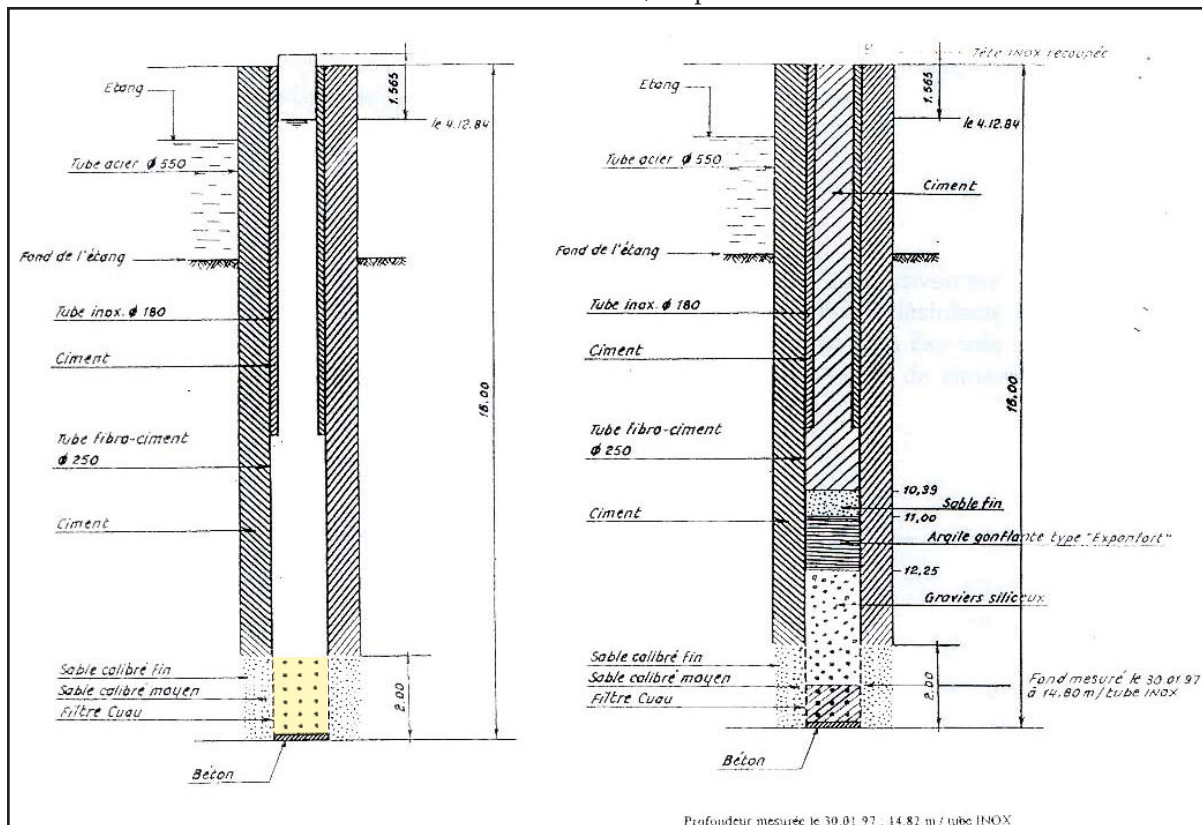 Etang
1.565
le 4.12.84
Tube acier ϕ 550
Fond de l'étang
Tube inox. ϕ 180
Ciment
Tube fibro-ciment
ϕ 250
Ciment
Sable calibré fin
Sable calibré moyen
Filtre Cuau
Béton
2.00
Tête INOX recoupée
Etang
1.565
le 4.12.84
Tube acier ϕ 550
Ciment
Fond de l'étang
Tube inox. ϕ 180
Ciment
de ciment
Tube fibro-ciment
ϕ 250
10,39
Sable fin
11,00
Ciment
Argile gonflante type "Expanfort"
12,25
Graviers siliceux
Sable calibré fin
Sable calibré moyen
Filtre Cuau
2.00
Fond mesuré le 30.01.97
à 14.80 m / tube INOX
Béton
Profondeur mesurée le 30.01.97 : 14.82 m / tube INOX